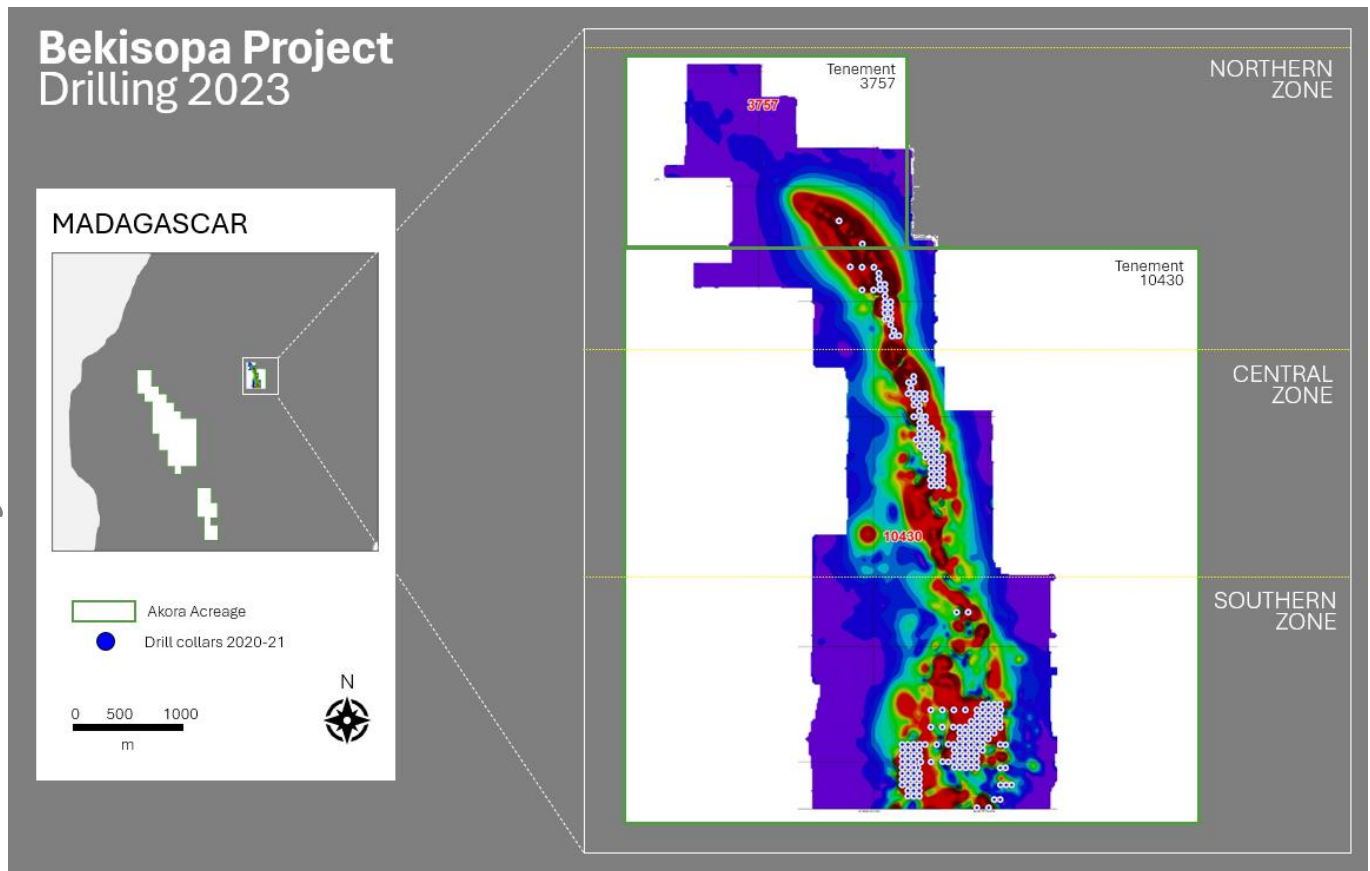 Bekisopa Project
Drilling 2023
MADAGASCAR
Akora Acreage
Drill collars 2020-21
0 500 1000
m
N
Tenement
3757
3757
NORTHERN
ZONE
Tenement
10430
CENTRAL
ZONE
10430
SOUTHERN
ZONE